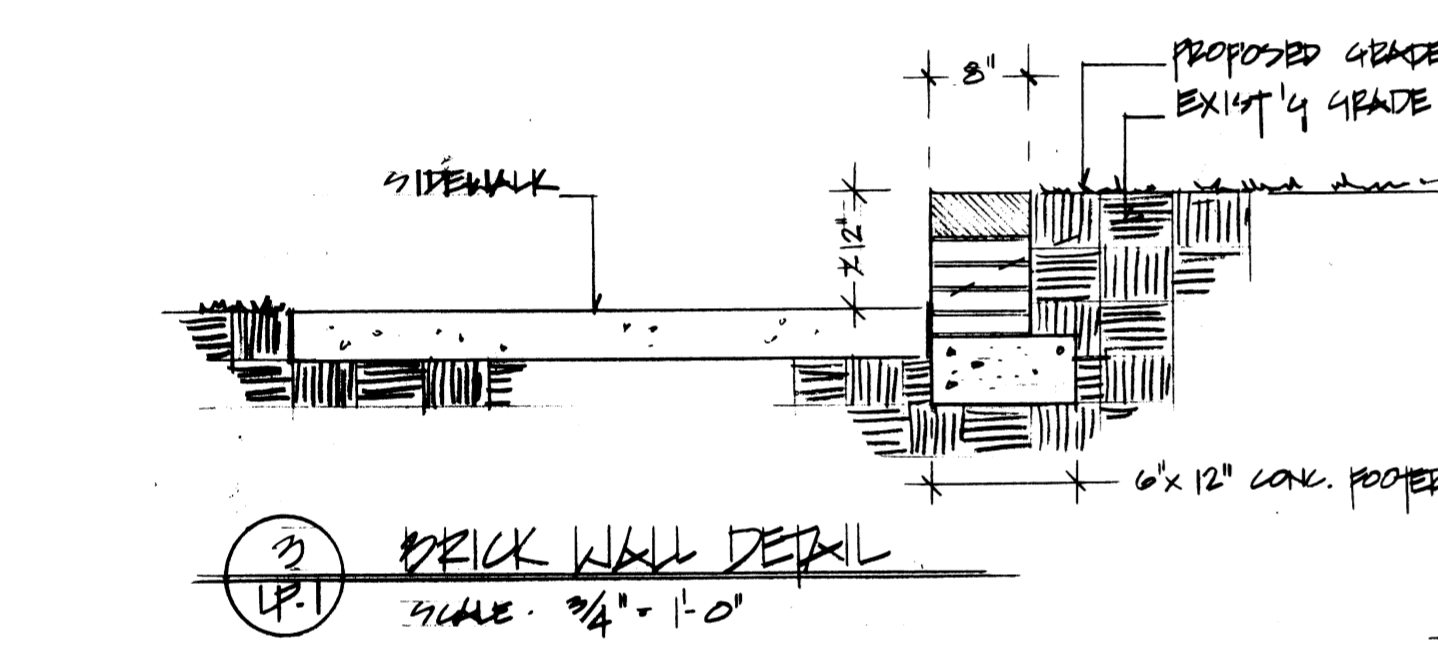 8"
PROPOSED GRADE
EXIST'G GRADE
SIDEWALK
± 12"
6" x 12" CONC. FOOTER
3
LP.1
BRICK WALL DETAIL
SCALE . 3/4" = 1'-0"